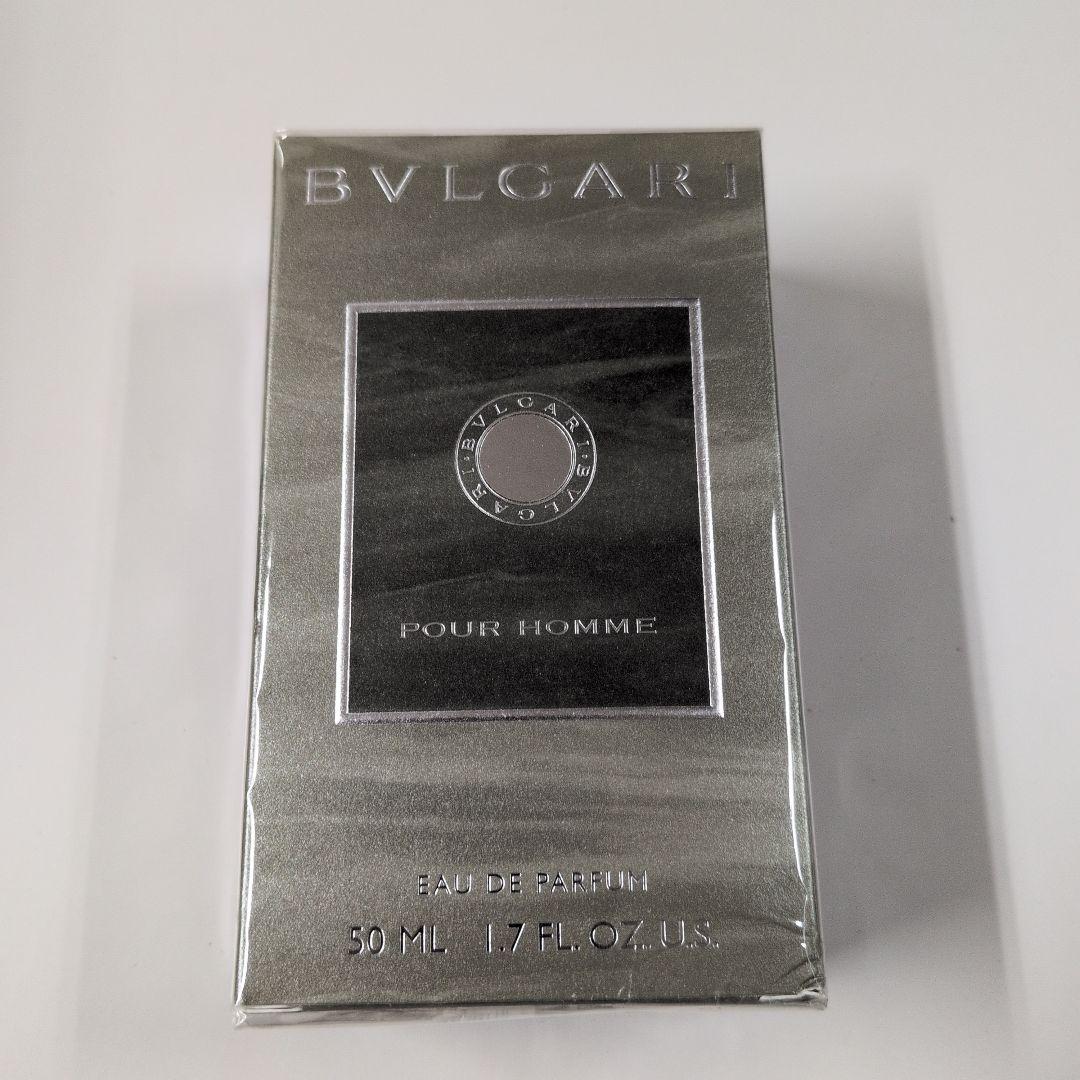 BVLGARI
BVLGARI · BVLGARI ·
POUR HOMME
EAU DE PARFUM
50 ML 1.7 FL. OZ. U.S.